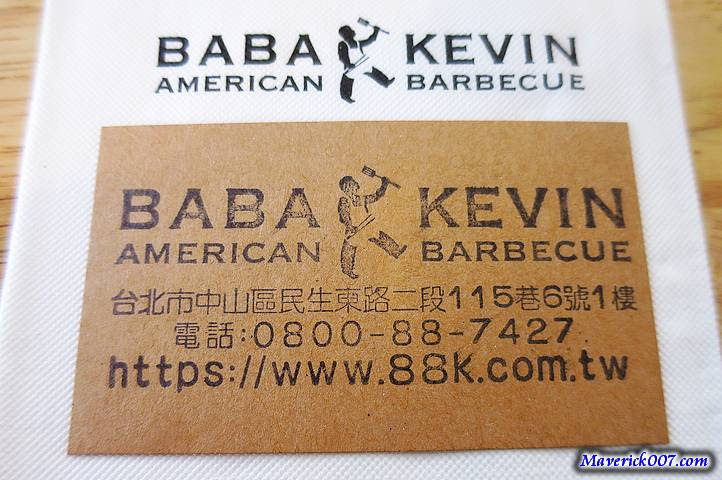 BABA KEVIN
AMERICAN BARBECUE
BABA KEVIN
AMERICAN BARBECUE
台北市中山區民生東路二段115巷6號1樓
電話:0800-88-7427
https://www.88k.com.tw
Maverick007.com